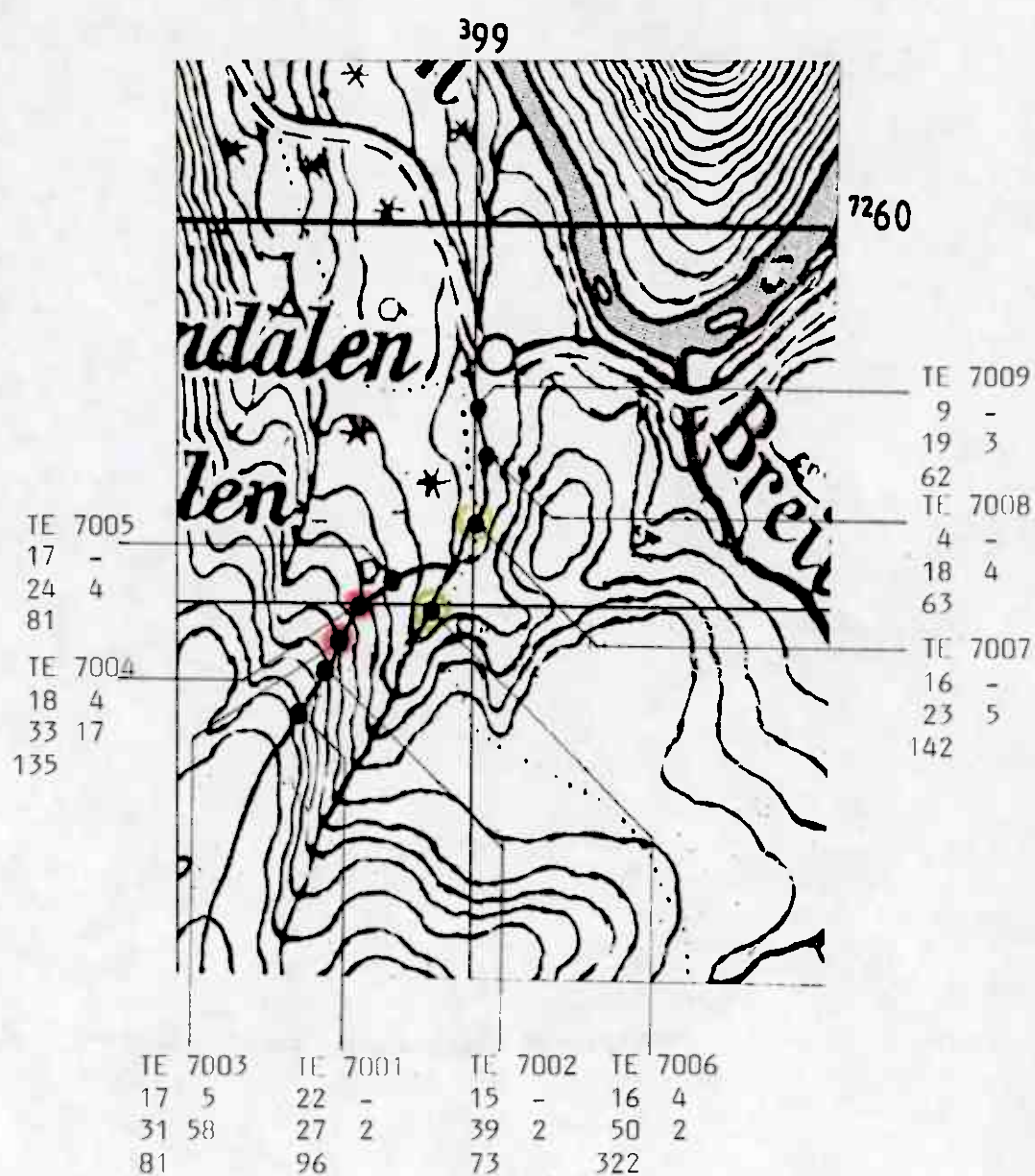 ³99
⁷²60
ndalen
len
Brei
TE 7009
9 -
19 3
62
TE 7008
4 -
18 4
63
TE 7007
16 -
23 5
142
TE 7005
17 -
24 4
81
TE 7004
18 4
33 17
135
TE 7003
17 5
31 58
81
TE 7001
22 -
27 2
96
TE 7002
15 -
39 2
73
TE 7006
16 4
50 2
322